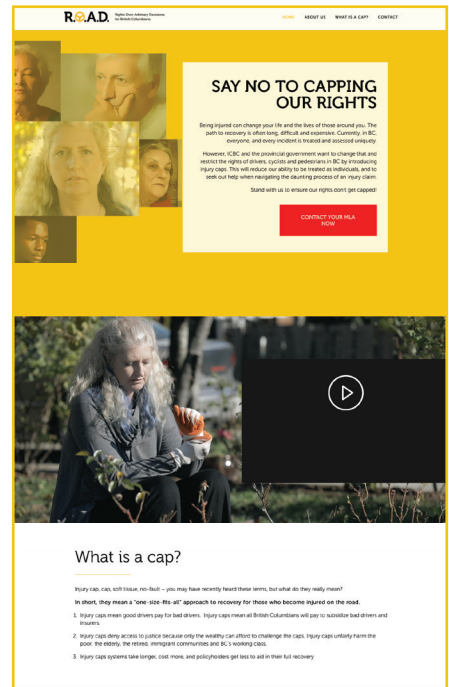 R.O.A.D. Rights Over Arbitrary Decisions
for British Columbians
HOME ABOUT US WHAT IS A CAP? CONTACT
SAY NO TO CAPPING
OUR RIGHTS
Being injured can change your life and the lives of those around you. The
path to recovery is often long, difficult and expensive. Currently, in BC,
everyone, and every incident is treated and assessed uniquely.
However, ICBC and the provincial government want to change that and
restrict the rights of drivers, cyclists and pedestrians in BC by introducing
injury caps. This will reduce our ability to be treated as individuals, and to
seek out help when navigating the daunting process of an injury claim.
Stand with us to ensure our rights don't get capped!
CONTACT YOUR MLA
NOW
What is a cap?
Injury cap, cap, soft tissue, no-fault – you may have recently heard these terms, but what do they really mean?
In short, they mean a "one-size-fits-all" approach to recovery for those who become injured on the road.
1. Injury caps mean good drivers pay for bad drivers. Injury caps mean all British Columbians will pay to subsidize bad drivers and
insurers.
2. Injury caps deny access to justice because only the wealthy can afford to challenge the caps. Injury caps unfairly harm the
poor, the elderly, the retired, immigrant communities and BC's working class.
3. Injury caps systems take longer, cost more, and policyholders get less to aid in their full recovery